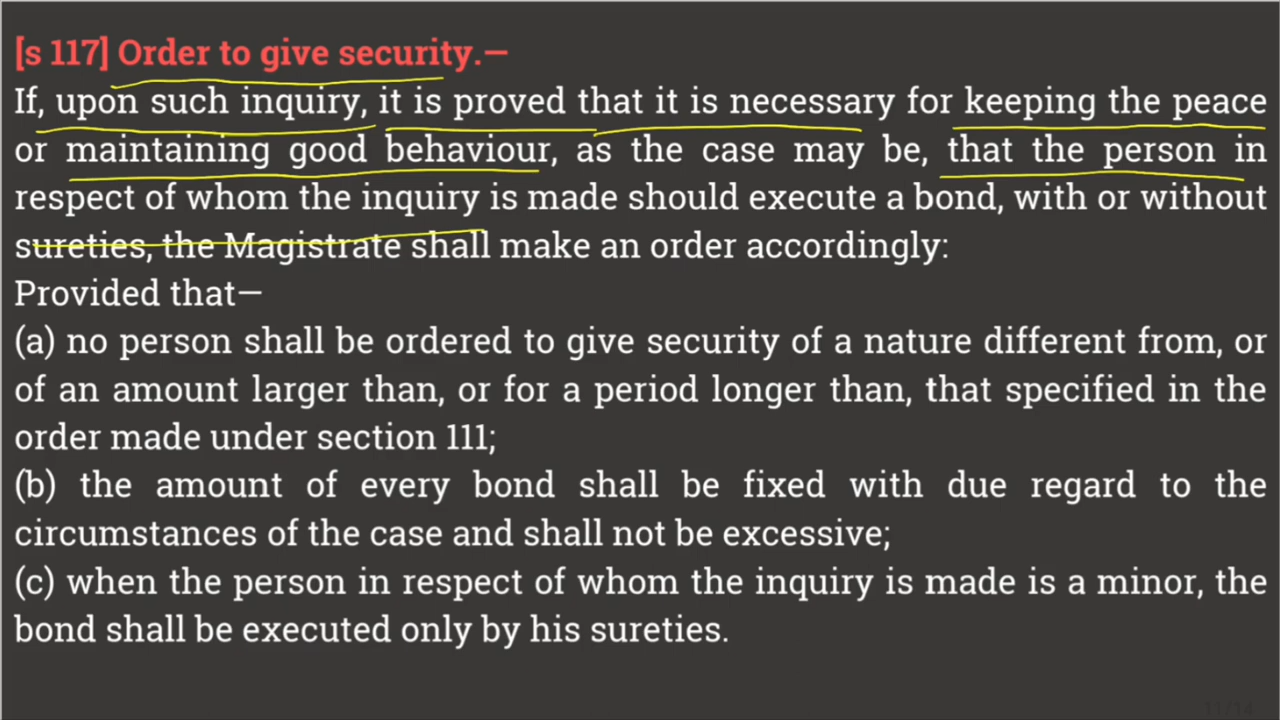 [s 117] Order to give security.—
If, upon such inquiry, it is proved that it is necessary for keeping the peace
or maintaining good behaviour, as the case may be, that the person in
respect of whom the inquiry is made should execute a bond, with or without
sureties, the Magistrate shall make an order accordingly:
Provided that—
(a) no person shall be ordered to give security of a nature different from, or
of an amount larger than, or for a period longer than, that specified in the
order made under section 111;
(b) the amount of every bond shall be fixed with due regard to the
circumstances of the case and shall not be excessive;
(c) when the person in respect of whom the inquiry is made is a minor, the
bond shall be executed only by his sureties.